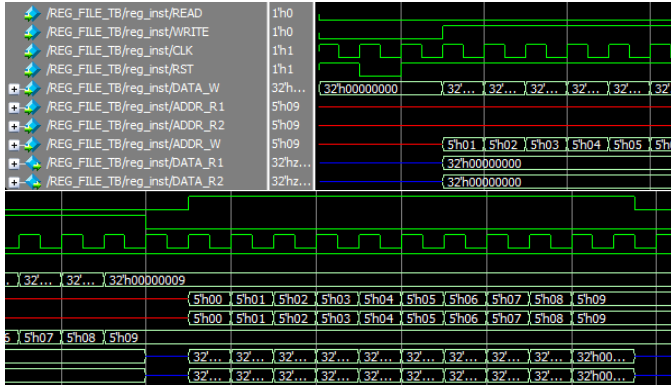 /REG_FILE_TB/reg_inst/READ 1'h0
/REG_FILE_TB/reg_inst/WRITE 1'h0
/REG_FILE_TB/reg_inst/CLK 1'h1
/REG_FILE_TB/reg_inst/RST 1'h1
/REG_FILE_TB/reg_inst/DATA_W 32'h... 32'h00000000 32'... 32'... 32'... 32'... 32'... 32'
/REG_FILE_TB/reg_inst/ADDR_R1 5'h09
/REG_FILE_TB/reg_inst/ADDR_R2 5'h09
/REG_FILE_TB/reg_inst/ADDR_W 5'h09 5'h01 5'h02 5'h03 5'h04 5'h05 5'h
/REG_FILE_TB/reg_inst/DATA_R1 32'hz... 32'h00000000
/REG_FILE_TB/reg_inst/DATA_R2 32'hz... 32'h00000000
. 32'... 32'... 32'h00000009
5'h00 5'h01 5'h02 5'h03 5'h04 5'h05 5'h06 5'h07 5'h08 5'h09
5'h00 5'h01 5'h02 5'h03 5'h04 5'h05 5'h06 5'h07 5'h08 5'h09
6 5'h07 5'h08 5'h09
32'... 32'... 32'... 32'... 32'... 32'... 32'... 32'... 32'... 32'h00...
32'... 32'... 32'... 32'... 32'... 32'... 32'... 32'... 32'... 32'h00...